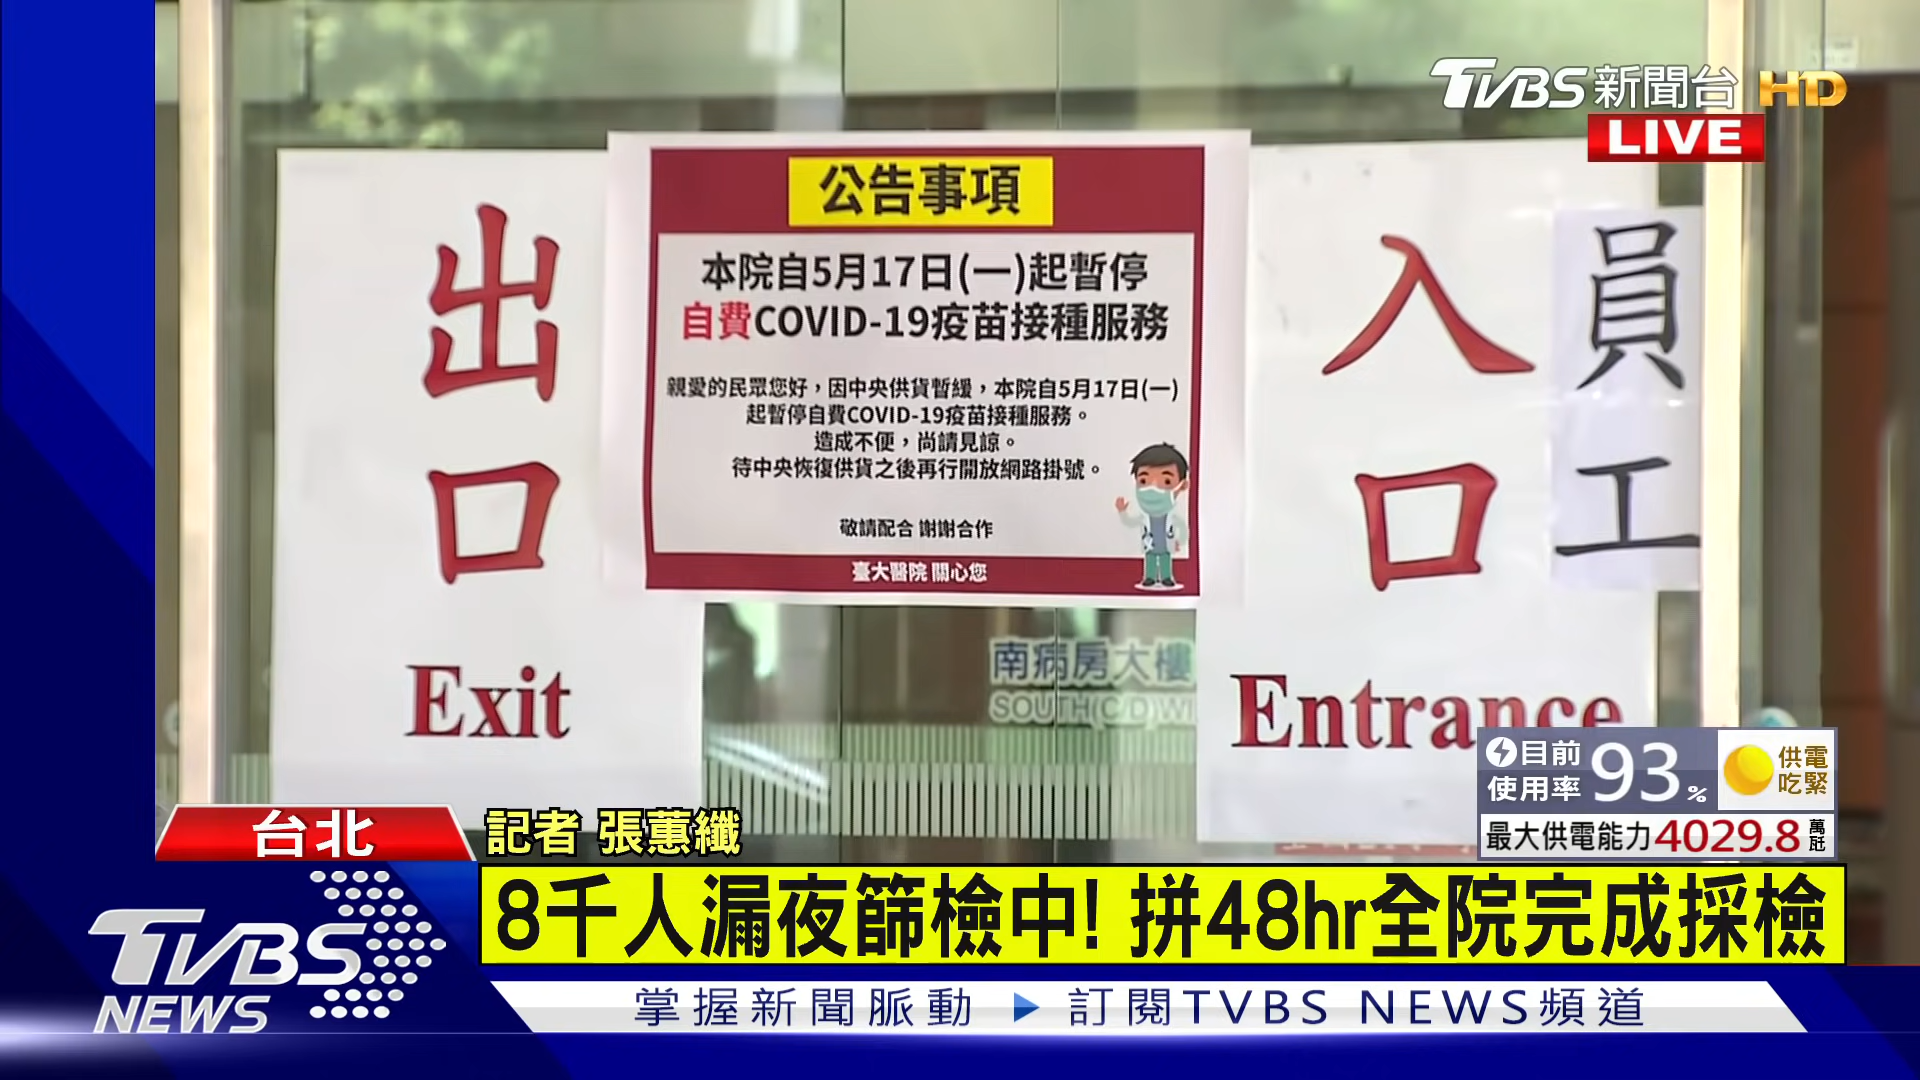 TVBS新聞台 HD
LIVE
公告事項
本院自5月17日(一)起暫停
自費COVID-19疫苗接種服務
親愛的民眾您好，因中央供貨暫緩，本院自5月17日(一)
起暫停自費COVID-19疫苗接種服務。
造成不便，尚請見諒。
待中央恢復供貨之後再行開放網路掛號。
敬請配合 謝謝合作
臺大醫院 關心您
出口
Exit
入口
Entrance
員工
南病房大樓
SOUTH(C/D)WI
目前
使用率 93%
供電
吃緊
最大供電能力4029.8萬瓩
台北
記者 張蕙纖
8千人漏夜篩檢中! 拼48hr全院完成採檢
TVBS
NEWS
掌握新聞脈動 ▶ 訂閱TVBS NEWS頻道